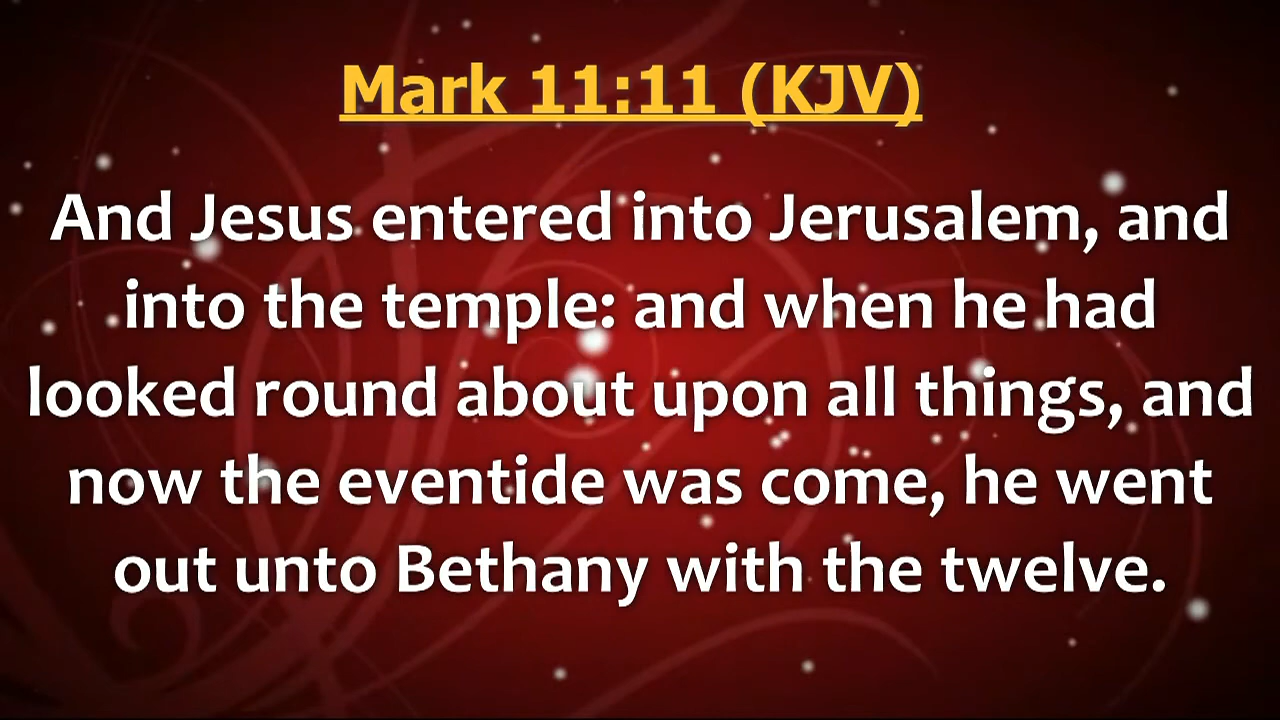 Mark 11:11 (KJV)
And Jesus entered into Jerusalem, and
into the temple: and when he had
looked round about upon all things, and
now the eventide was come, he went
out unto Bethany with the twelve.